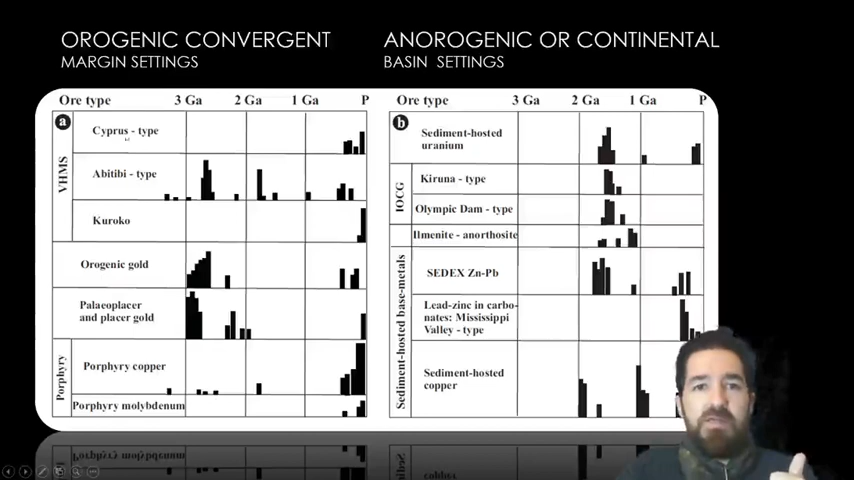 OROGENIC CONVERGENT
MARGIN SETTINGS
ANOROGENIC OR CONTINENTAL
BASIN SETTINGS
Ore type 3 Ga 2 Ga 1 Ga P
a
VHMS
Cyprus - type
Abitibi - type
Kuroko
Orogenic gold
Palaeoplacer
and placer gold
Porphyry
Porphyry copper
Porphyry molybdenum
Ore type 3 Ga 2 Ga 1 Ga P
b
Sediment-hosted
uranium
IOCG
Kiruna - type
Olympic Dam - type
Ilmenite - anorthosite
Sediment-hosted base-metals
SEDEX Zn-Pb
Lead-zinc in carbo-
nates: Mississippi
Valley - type
Sediment-hosted
copper